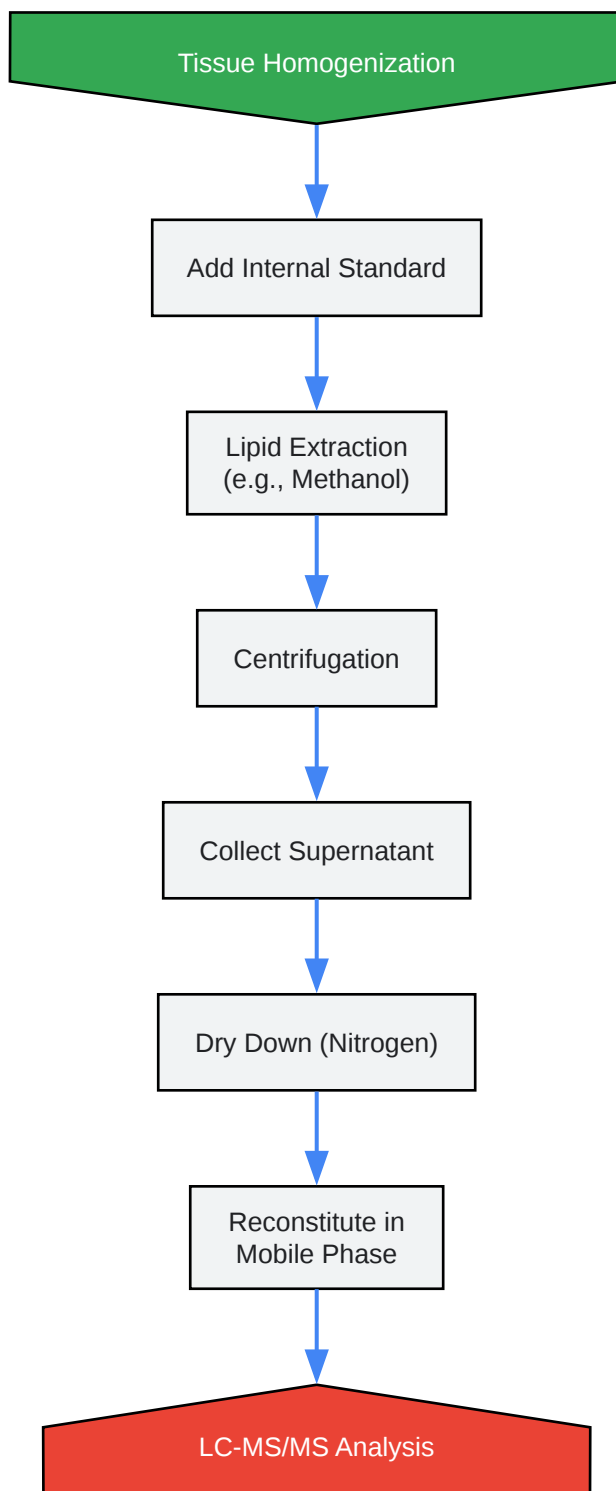 Tissue Homogenization
Add Internal Standard
Lipid Extraction
(e.g., Methanol)
Centrifugation
Collect Supernatant
Dry Down (Nitrogen)
Reconstitute in
Mobile Phase
LC-MS/MS Analysis